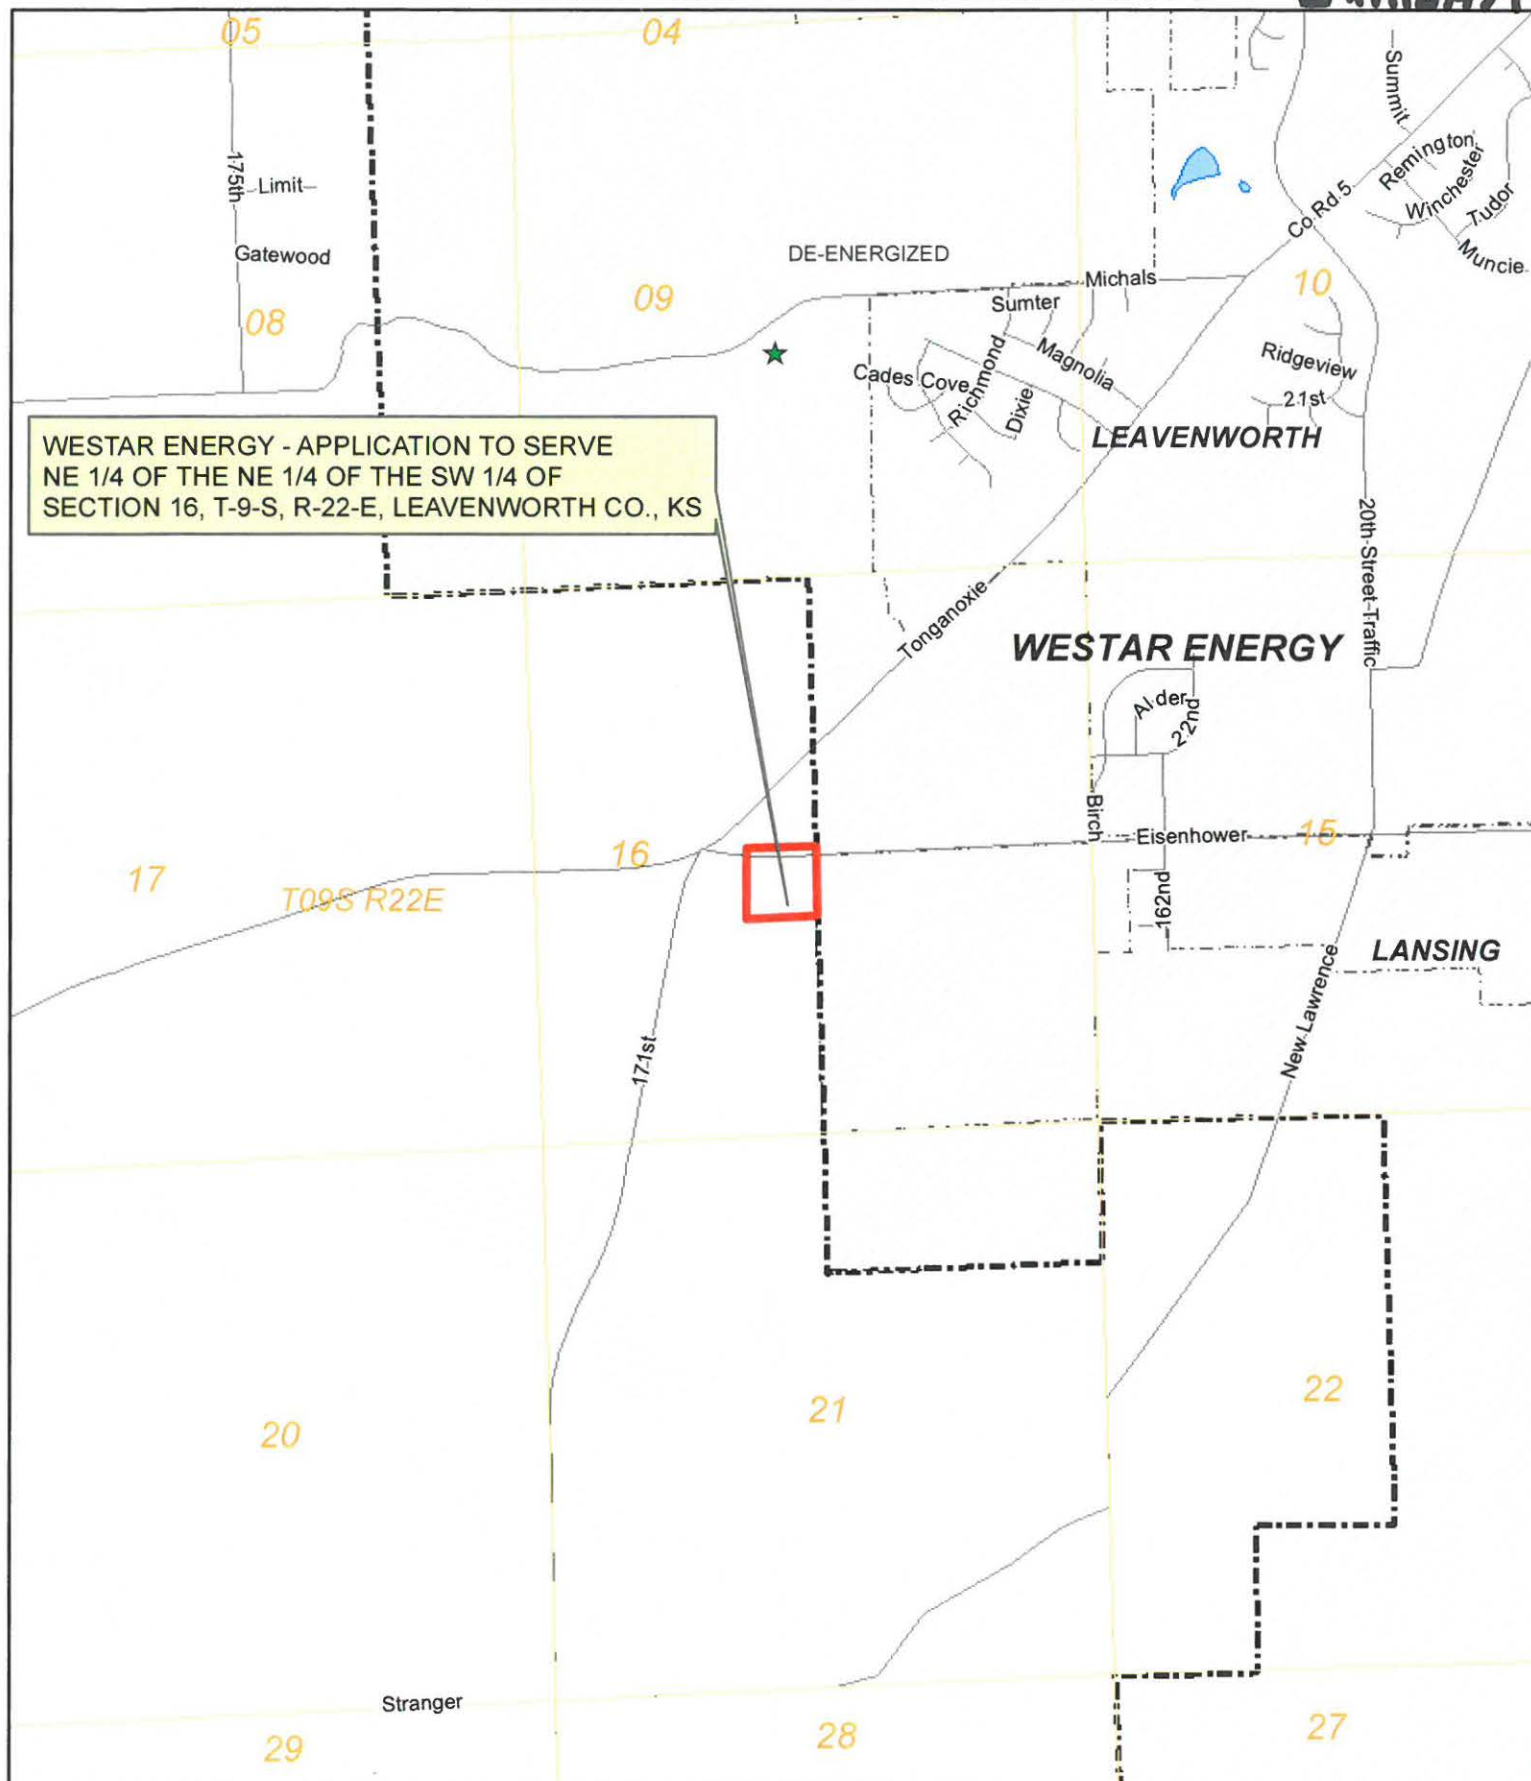 05
04
Summit
175th
Limit
Remington
Winchester
Tudor
Co Rd 5
Muncie
Gatewood
DE-ENERGIZED
Michals
10
09
Sumter
08
Magnolia
Ridgeview
Cades Cove
Richmond
Dixie
21st
LEAVENWORTH
WESTAR ENERGY - APPLICATION TO SERVE
NE 1/4 OF THE NE 1/4 OF THE SW 1/4 OF
SECTION 16, T-9-S, R-22-E, LEAVENWORTH CO., KS
20th Street Traffic
Tonganoxie
WESTAR ENERGY
Alder
22nd
Birch
Eisenhower
15
16
17
T09S R22E
162nd
LANSING
New Lawrence
171st
22
21
20
Stranger
29
28
27